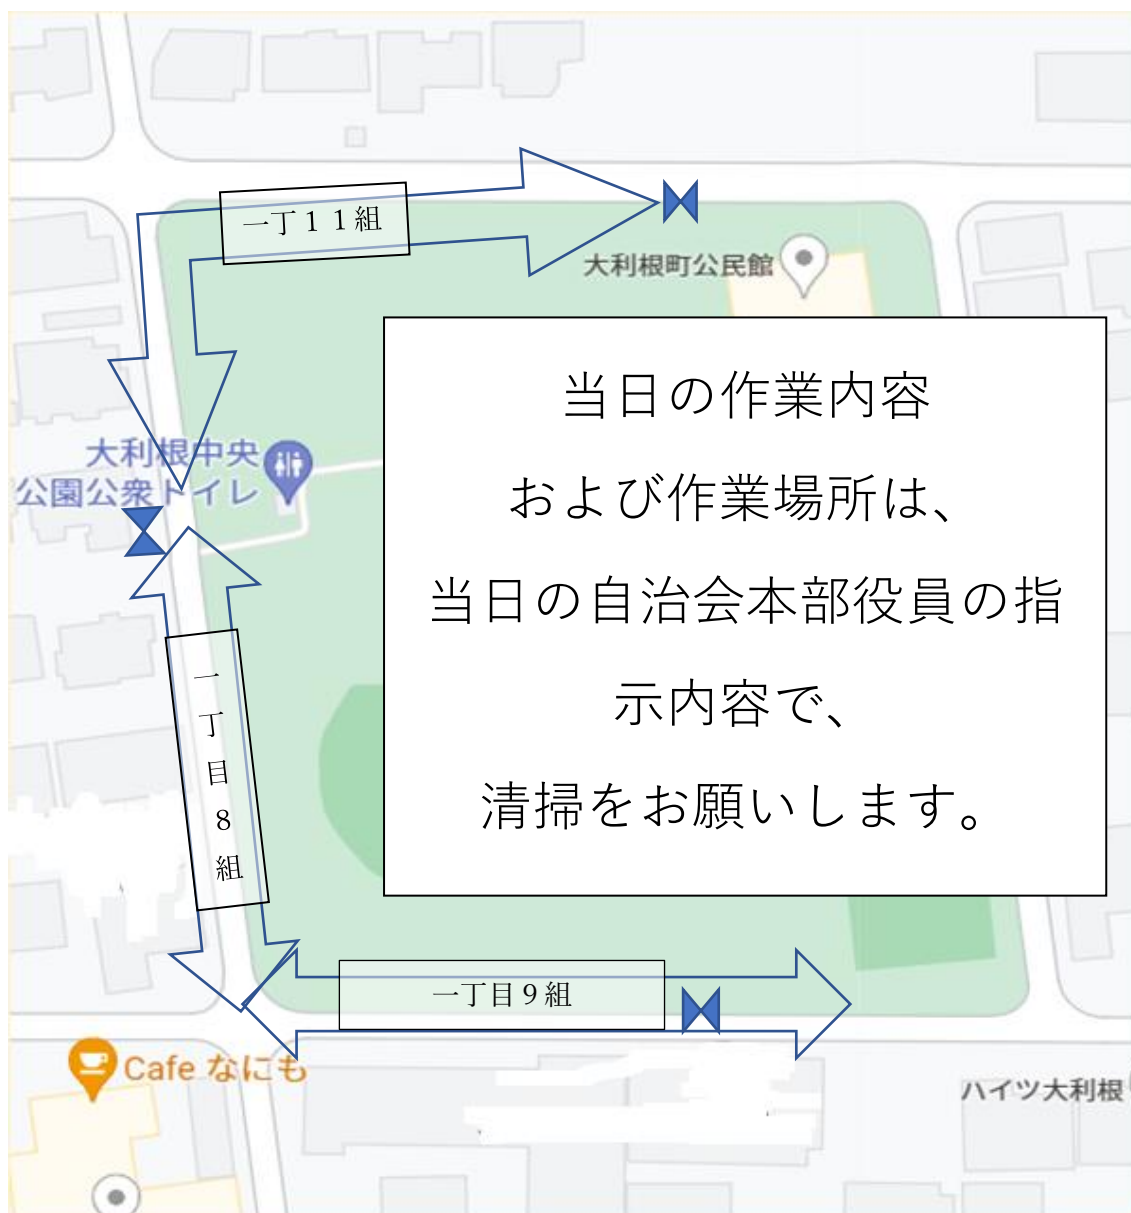 一丁１１組
大利根町公民館
当日の作業内容
および作業場所は、
当日の自治会本部役員の指
示内容で、
清掃をお願いします。
大利根中央
公園公衆トイレ
一丁目８組
一丁目９組
Cafe なにも
ハイツ大利根